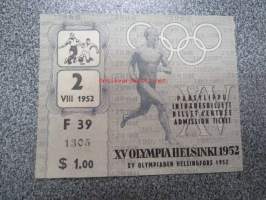 2
VIII 1952
F 39
1305
$ 1.00
XV
PÄÄSYLIPPU
INTRÄDESBILJETT
BILLET D'ENTRÉE
ADMISSION TICKET
XV OLYMPIA HELSINKI 1952
XV OLYMPIADEN HELSINGFORS 1952